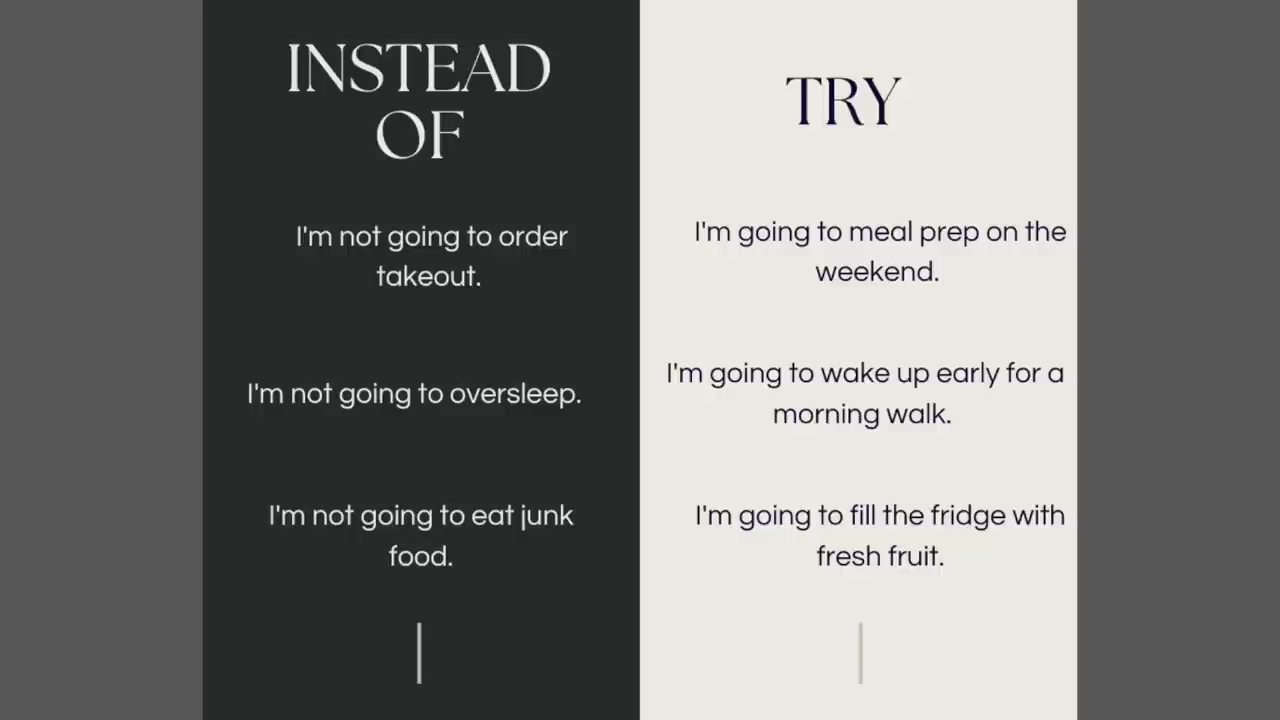 INSTEAD
OF
I'm not going to order
takeout.
I'm not going to oversleep.
I'm not going to eat junk
food.
TRY
I'm going to meal prep on the
weekend.
I'm going to wake up early for a
morning walk.
I'm going to fill the fridge with
fresh fruit.